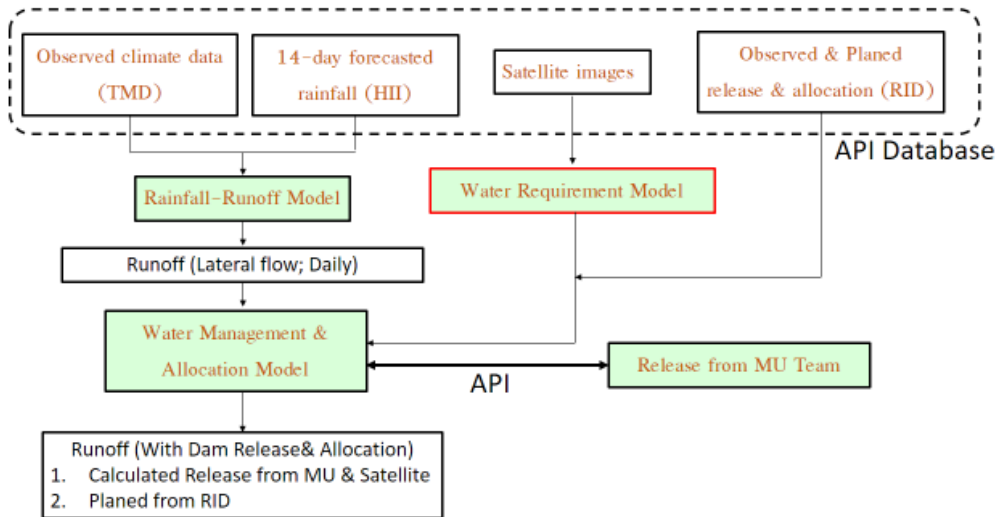 Observed climate data
(TMD)
14-day forecasted
rainfall (HII)
Satellite images
Observed & Planed
release & allocation (RID)
API Database
Rainfall-Runoff Model
Water Requirement Model
Runoff (Lateral flow; Daily)
Water Management &
Allocation Model
API
Release from MU Team
Runoff (With Dam Release& Allocation)
1. Calculated Release from MU & Satellite
2. Planed from RID